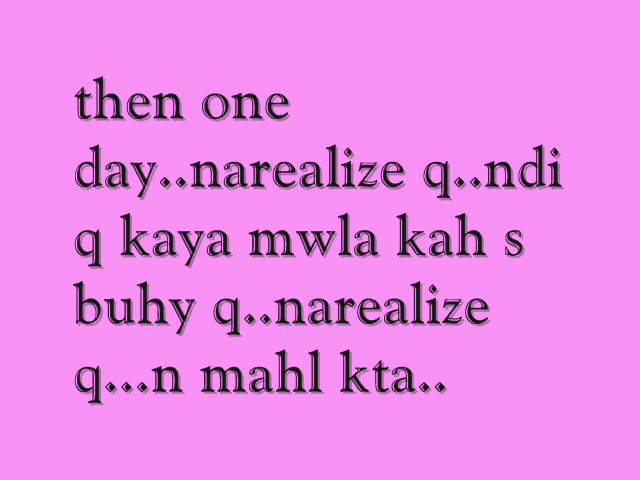 then one
day..narealize q..ndi
q kaya mwla kah s
buhy q..narealize
q...n mahl kta..